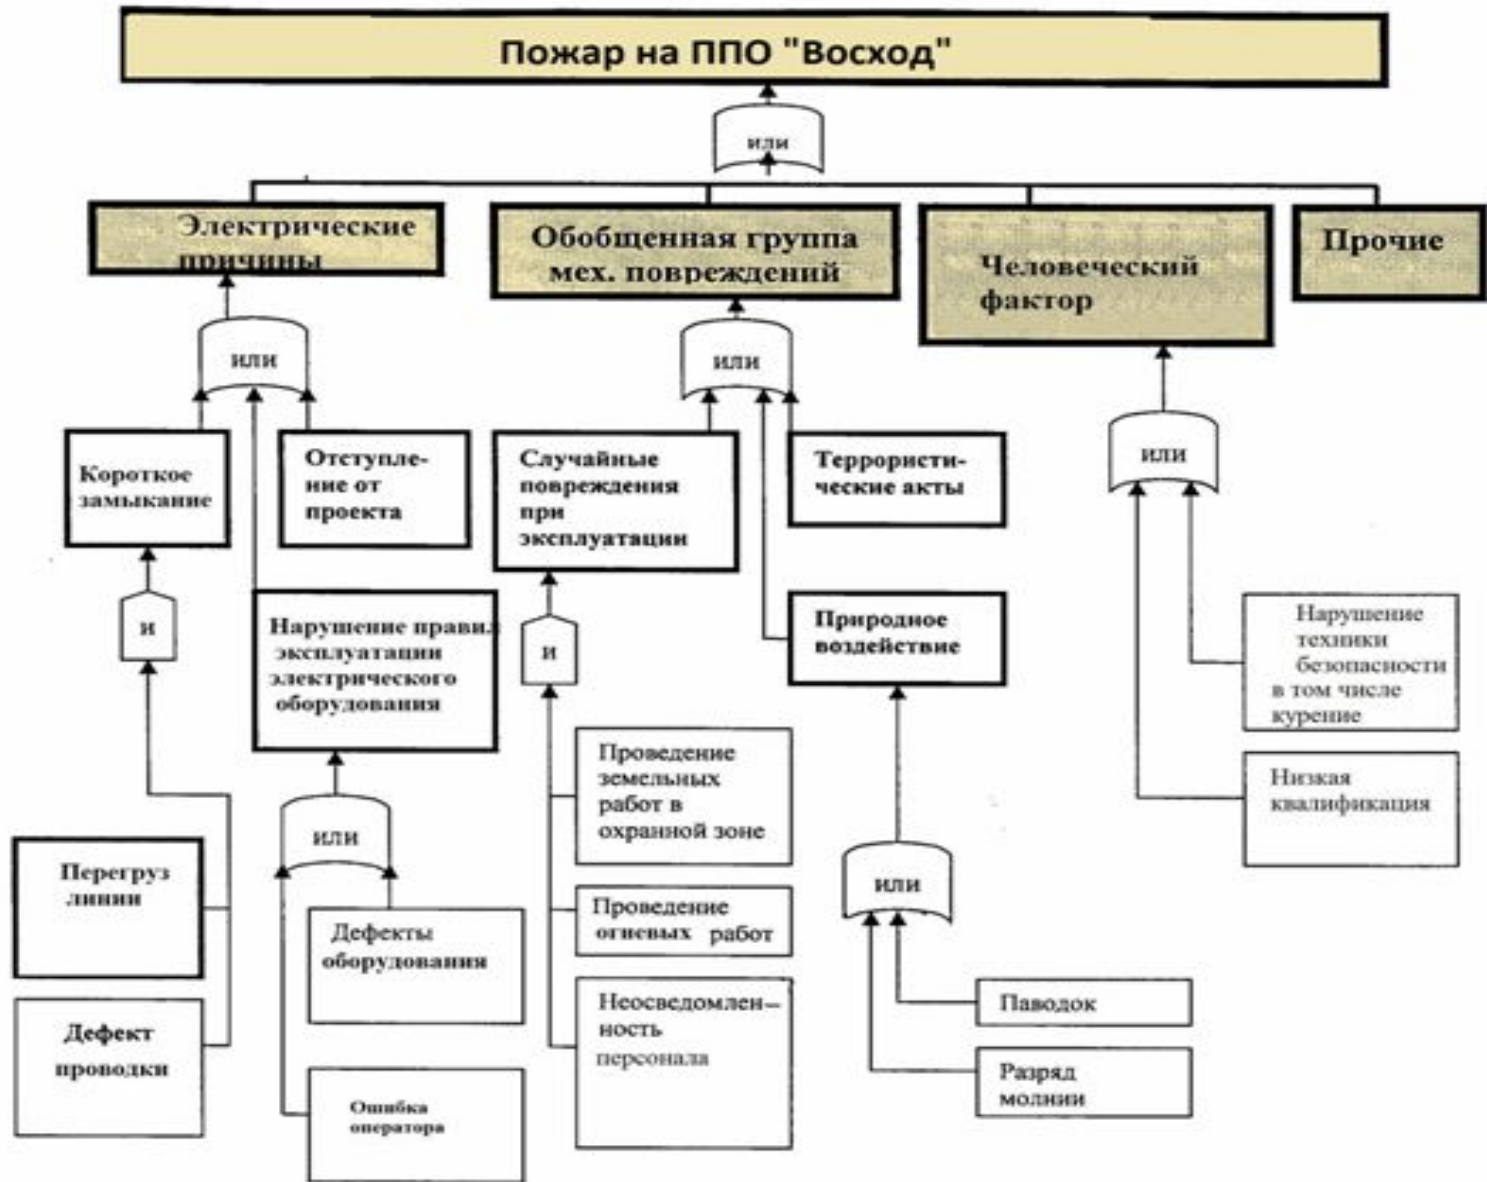 Пожар на ППО "Восход"
или
Электрические
причины
Обобщенная группа
мех. повреждений
Человеческий
фактор
Прочие
или
или
или
Короткое
замыкание
Отступле-
ние от
проекта
Случайные
повреждения
при
эксплуатации
Террористи-
ческие акты
и
Нарушение правил
эксплуатации
электрического
оборудования
и
Природное
воздействие
Нарушение
техники
безопасности
в том числе
курение
Проведение
земельных
работ в
охранной зоне
Низкая
квалификация
или
Перегруз
линии
или
Дефекты
оборудования
Проведение
огневых работ
Дефект
проводки
Неосведомлен-
ность
персонала
Паводок
Ошибка
оператора
Разряд
молнии